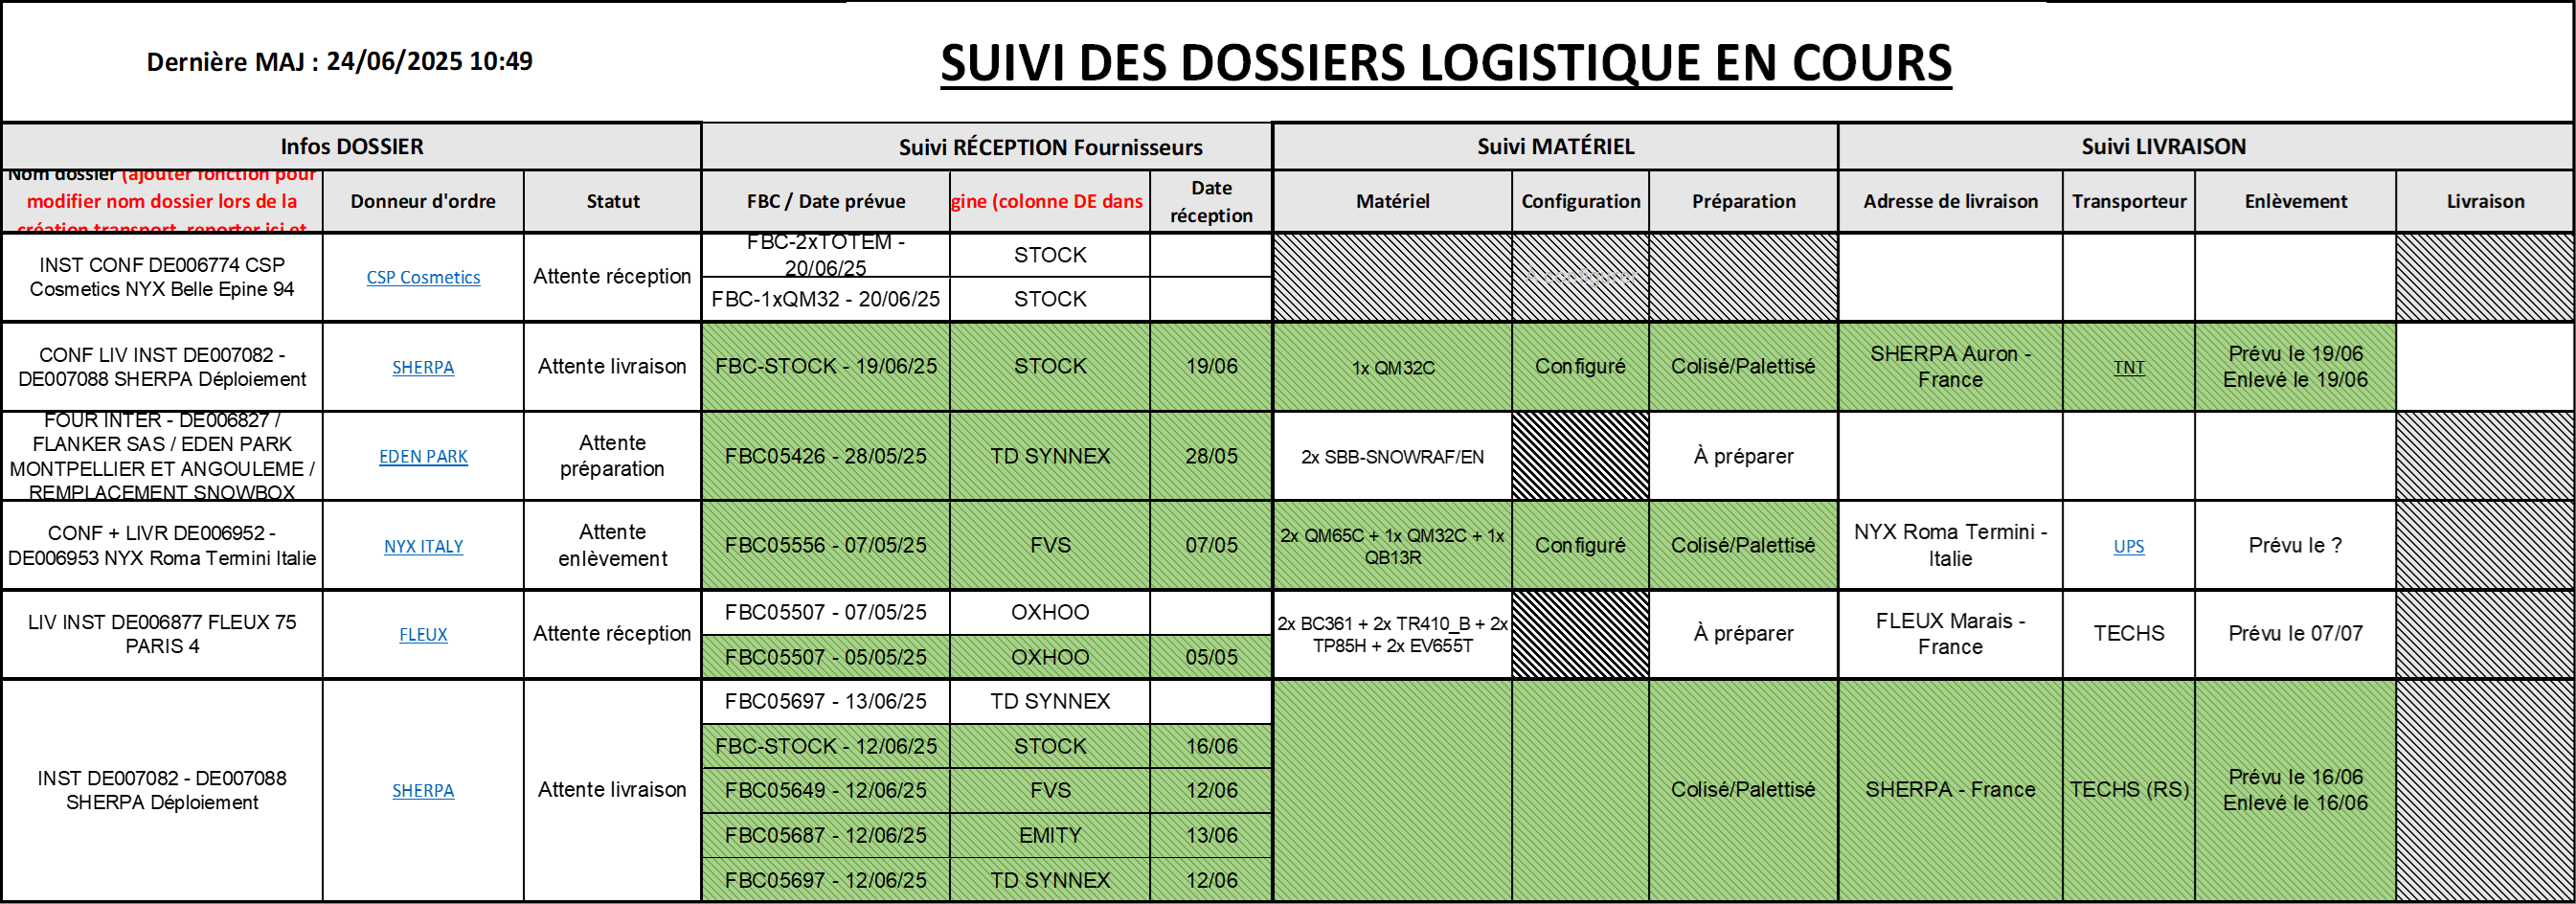 Dernière MAJ : 24/06/2025 10:49
SUIVI DES DOSSIERS LOGISTIQUE EN COURS
Infos DOSSIER
Suivi RÉCEPTION Fournisseurs
Suivi MATÉRIEL
Suivi LIVRAISON
Nom dossier (ajouter fonction pour
modifier nom dossier lors de la
création transport, reporter ici et
Donneur d'ordre
Statut
FBC / Date prévue
gine (colonne DE dans
Date
réception
Matériel
Configuration
Préparation
Adresse de livraison
Transporteur
Enlèvement
Livraison
INST CONF DE006774 CSP
Cosmetics NYX Belle Epine 94
CSP Cosmetics
Attente réception
FBC-2xTOTEM -
20/06/25
STOCK
FBC-1xQM32 - 20/06/25
STOCK
CONF LIV INST DE007082 -
DE007088 SHERPA Déploiement
SHERPA
Attente livraison
FBC-STOCK - 19/06/25
STOCK
19/06
1x QM32C
Configuré
Colisé/Palettisé
SHERPA Auron -
France
TNT
Prévu le 19/06
Enlevé le 19/06
FOUR INTER - DE006827 /
FLANKER SAS / EDEN PARK
MONTPELLIER ET ANGOULEME /
REMPLACEMENT SNOWBOX
EDEN PARK
Attente
préparation
FBC05426 - 28/05/25
TD SYNNEX
28/05
2x SBB-SNOWRAF/EN
À préparer
CONF + LIVR DE006952 -
DE006953 NYX Roma Termini Italie
NYX ITALY
Attente
enlèvement
FBC05556 - 07/05/25
FVS
07/05
2x QM65C + 1x QM32C + 1x
QB13R
Configuré
Colisé/Palettisé
NYX Roma Termini -
Italie
UPS
Prévu le ?
LIV INST DE006877 FLEUX 75
PARIS 4
FLEUX
Attente réception
FBC05507 - 07/05/25
OXHOO
FBC05507 - 05/05/25
OXHOO
05/05
2x BC361 + 2x TR410_B + 2x
TP85H + 2x EV655T
À préparer
FLEUX Marais -
France
TECHS
Prévu le 07/07
INST DE007082 - DE007088
SHERPA Déploiement
SHERPA
Attente livraison
FBC05697 - 13/06/25
TD SYNNEX
FBC-STOCK - 12/06/25
STOCK
16/06
FBC05649 - 12/06/25
FVS
12/06
FBC05687 - 12/06/25
EMITY
13/06
FBC05697 - 12/06/25
TD SYNNEX
12/06
Colisé/Palettisé
SHERPA - France
TECHS (RS)
Prévu le 16/06
Enlevé le 16/06